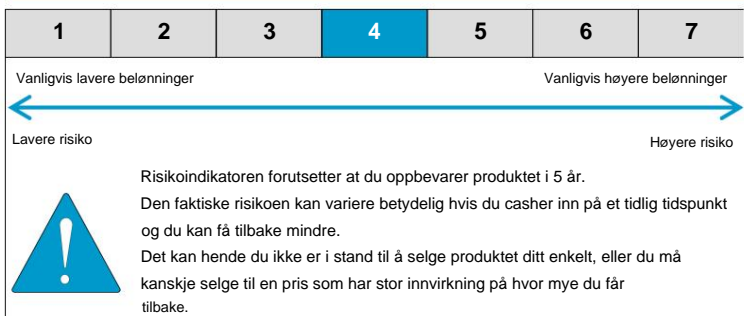 1 2 3 4 5 6 7
Vanligvis lavere belønninger Vanligvis høyere belønninger
Lavere risiko Høyere risiko
Risikoindikatoren forutsetter at du oppbevarer produktet i 5 år.
Den faktiske risikoen kan variere betydelig hvis du casher inn på et tidlig tidspunkt
og du kan få tilbake mindre.
Det kan hende du ikke er i stand til å selge produktet ditt enkelt, eller du må
kanskje selge til en pris som har stor innvirkning på hvor mye du får
tilbake.